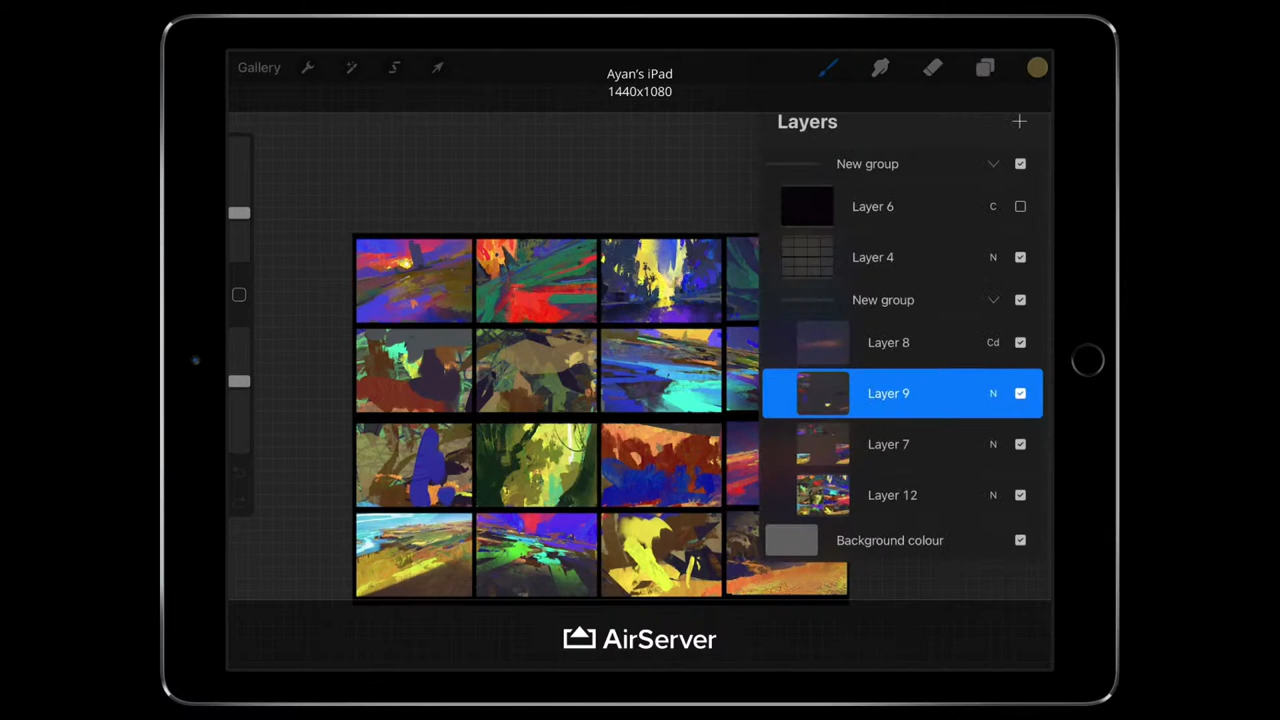 Gallery
Ayan's iPad
1440x1080
Layers
New group
Layer 6 C
Layer 4 N
New group
Layer 8 Cd
Layer 9 N
Layer 7 N
Layer 12 N
Background colour
AirServer